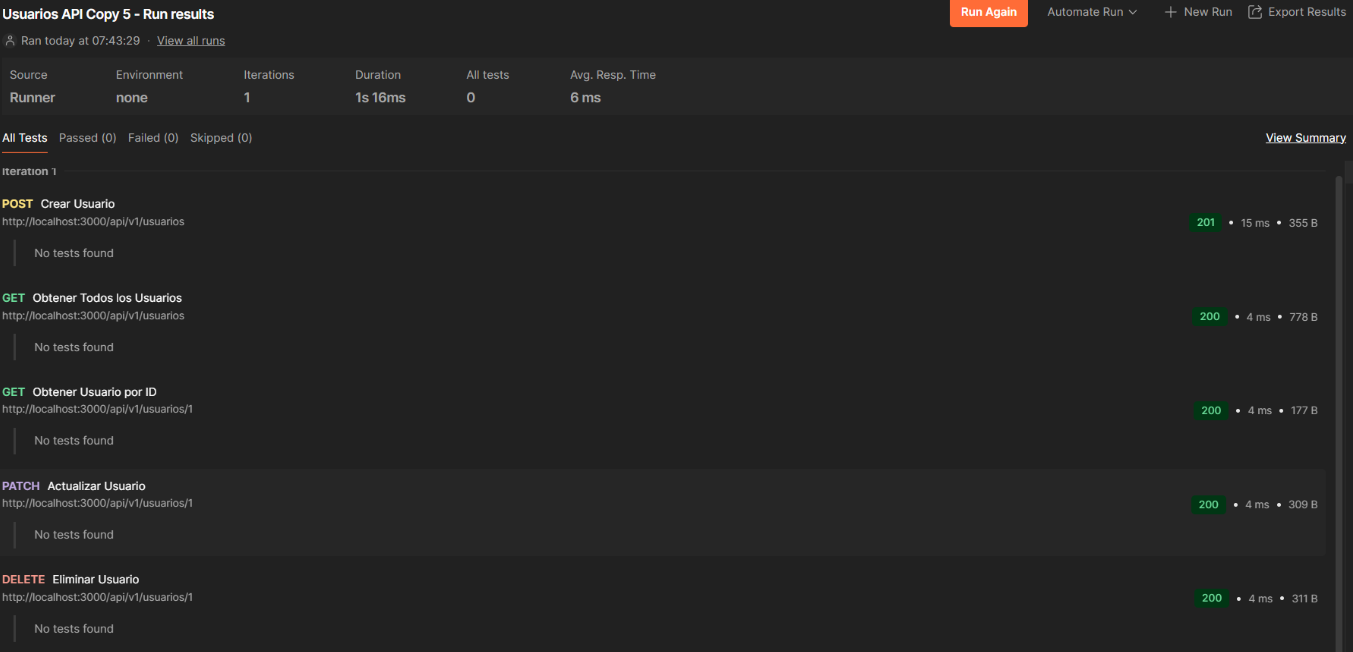 Usuarios API Copy 5 - Run results
Run Again
Automate Run
New Run
Export Results
Ran today at 07:43:29 · View all runs
Source Environment Iterations Duration All tests Avg. Resp. Time
Runner none 1 1s 16ms 0 6 ms
All Tests Passed (0) Failed (0) Skipped (0) View Summary
Iteration 1
POST Crear Usuario
http://localhost:3000/api/v1/usuarios
201 • 15 ms • 355 B
No tests found
GET Obtener Todos los Usuarios
http://localhost:3000/api/v1/usuarios
200 • 4 ms • 778 B
No tests found
GET Obtener Usuario por ID
http://localhost:3000/api/v1/usuarios/1
200 • 4 ms • 177 B
No tests found
PATCH Actualizar Usuario
http://localhost:3000/api/v1/usuarios/1
200 • 4 ms • 309 B
No tests found
DELETE Eliminar Usuario
http://localhost:3000/api/v1/usuarios/1
200 • 4 ms • 311 B
No tests found